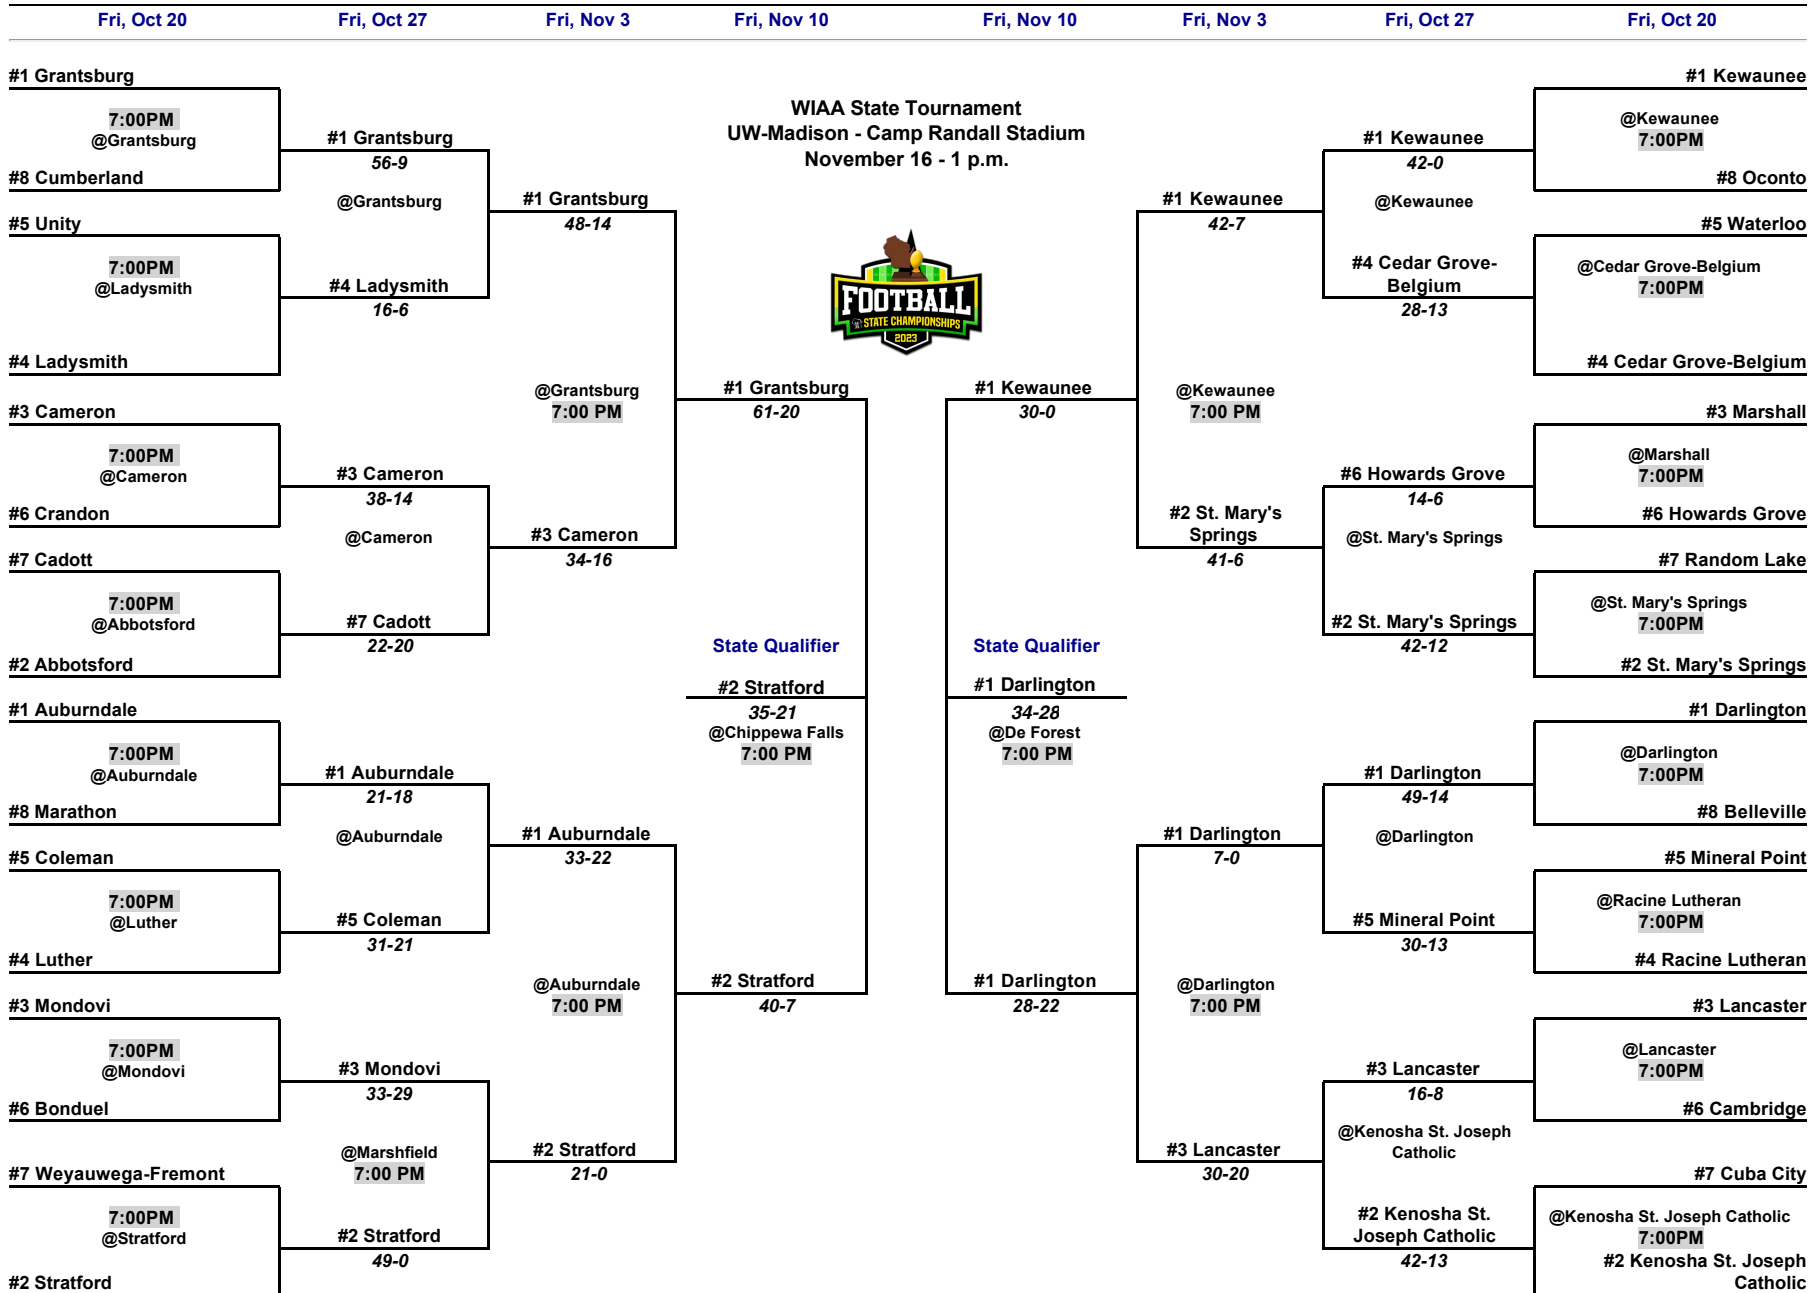 Fri, Oct 20
Fri, Oct 27
Fri, Nov 3
Fri, Nov 10
Fri, Nov 10
Fri, Nov 3
Fri, Oct 27
Fri, Oct 20
WIAA State Tournament
UW-Madison - Camp Randall Stadium
November 16 - 1 p.m.
FOOTBALL
STATE CHAMPIONSHIPS
2023
#1 Grantsburg
7:00PM
@Grantsburg
#8 Cumberland
#5 Unity
7:00PM
@Ladysmith
#4 Ladysmith
#3 Cameron
7:00PM
@Cameron
#6 Crandon
#7 Cadott
7:00PM
@Abbotsford
#2 Abbotsford
#1 Auburndale
7:00PM
@Auburndale
#8 Marathon
#5 Coleman
7:00PM
@Luther
#4 Luther
#3 Mondovi
7:00PM
@Mondovi
#6 Bonduel
#7 Weyauwega-Fremont
7:00PM
@Stratford
#2 Stratford
#1 Grantsburg
56-9
@Grantsburg
#4 Ladysmith
16-6
#3 Cameron
38-14
@Cameron
#7 Cadott
22-20
#1 Auburndale
21-18
@Auburndale
#5 Coleman
31-21
#3 Mondovi
33-29
@Marshfield
7:00 PM
#2 Stratford
49-0
#1 Grantsburg
48-14
@Grantsburg
7:00 PM
#3 Cameron
34-16
#1 Auburndale
33-22
@Auburndale
7:00 PM
#2 Stratford
21-0
#1 Grantsburg
61-20
State Qualifier
#2 Stratford
35-21
@Chippewa Falls
7:00 PM
#2 Stratford
40-7
#1 Kewaunee
30-0
State Qualifier
#1 Darlington
34-28
@De Forest
7:00 PM
#1 Darlington
28-22
#1 Kewaunee
42-7
@Kewaunee
7:00 PM
#2 St. Mary's
Springs
41-6
#1 Darlington
7-0
@Darlington
7:00 PM
#3 Lancaster
30-20
#1 Kewaunee
42-0
@Kewaunee
#4 Cedar Grove-
Belgium
28-13
#6 Howards Grove
14-6
@St. Mary's Springs
#2 St. Mary's Springs
42-12
#1 Darlington
49-14
@Darlington
#5 Mineral Point
30-13
#3 Lancaster
16-8
@Kenosha St. Joseph
Catholic
#2 Kenosha St.
Joseph Catholic
42-13
#1 Kewaunee
@Kewaunee
7:00PM
#8 Oconto
#5 Waterloo
@Cedar Grove-Belgium
7:00PM
#4 Cedar Grove-Belgium
#3 Marshall
@Marshall
7:00PM
#6 Howards Grove
#7 Random Lake
@St. Mary's Springs
7:00PM
#2 St. Mary's Springs
#1 Darlington
@Darlington
7:00PM
#8 Belleville
#5 Mineral Point
@Racine Lutheran
7:00PM
#4 Racine Lutheran
#3 Lancaster
@Lancaster
7:00PM
#6 Cambridge
#7 Cuba City
@Kenosha St. Joseph Catholic
7:00PM
#2 Kenosha St. Joseph
Catholic